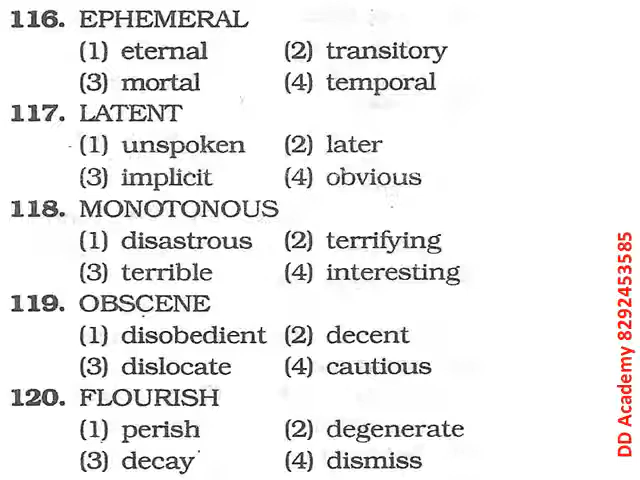 116. EPHEMERAL
(1) eternal (2) transitory
(3) mortal (4) temporal
117. LATENT
(1) unspoken (2) later
(3) implicit (4) obvious
118. MONOTONOUS
(1) disastrous (2) terrifying
(3) terrible (4) interesting
119. OBSCENE
(1) disobedient (2) decent
(3) dislocate (4) cautious
120. FLOURISH
(1) perish (2) degenerate
(3) decay (4) dismiss
DD Academy 8292453585